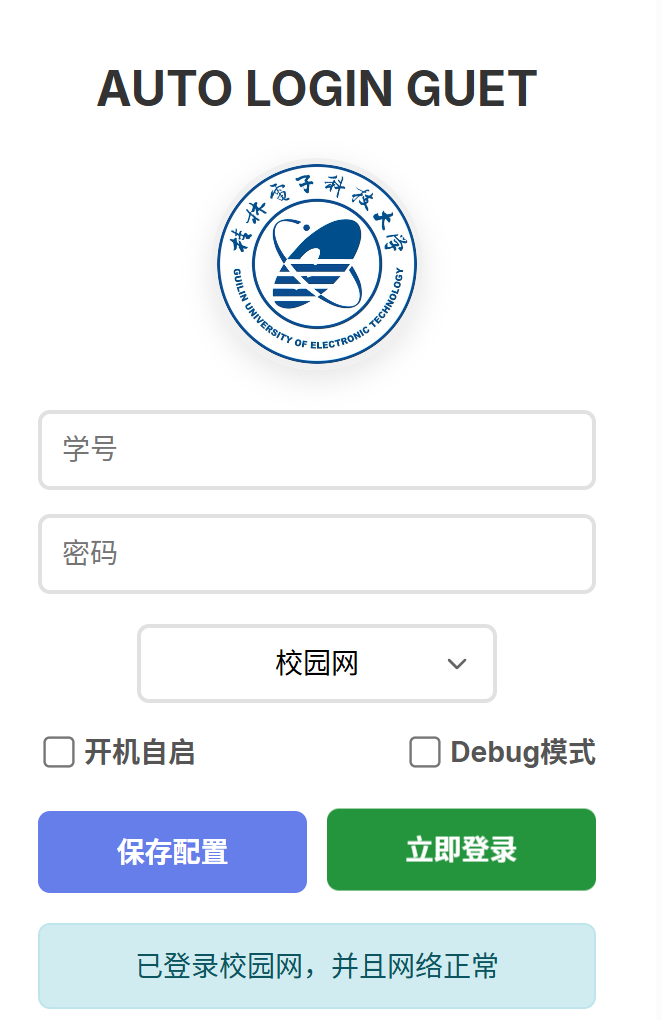 AUTO LOGIN GUET
桂林電子科技大学
GUILIN UNIVERSITY OF ELECTRONIC TECHNOLOGY
学号
密码
校园网
开机自启
Debug模式
保存配置
立即登录
已登录校园网，并且网络正常